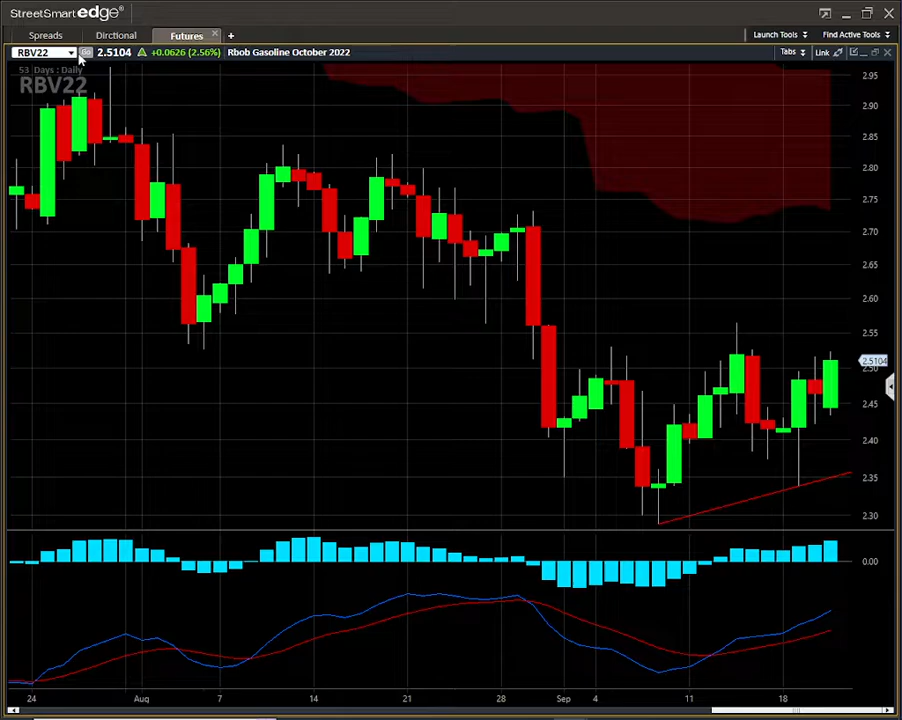 StreetSmart edge
Spreads Dirctional Futures + Launch Tools Find Active Tools
RBV22 Go 2.5104 +0.0626 (2.56%) Rbob Gasoline October 2022 Tabs Link
53 Days : Daily
RBV22
2.95
2.90
2.85
2.80
2.75
2.70
2.65
2.60
2.55
2.5104
2.50
2.45
2.40
2.35
2.30
0.00
24 Aug 7 14 21 28 Sep 4 11 18